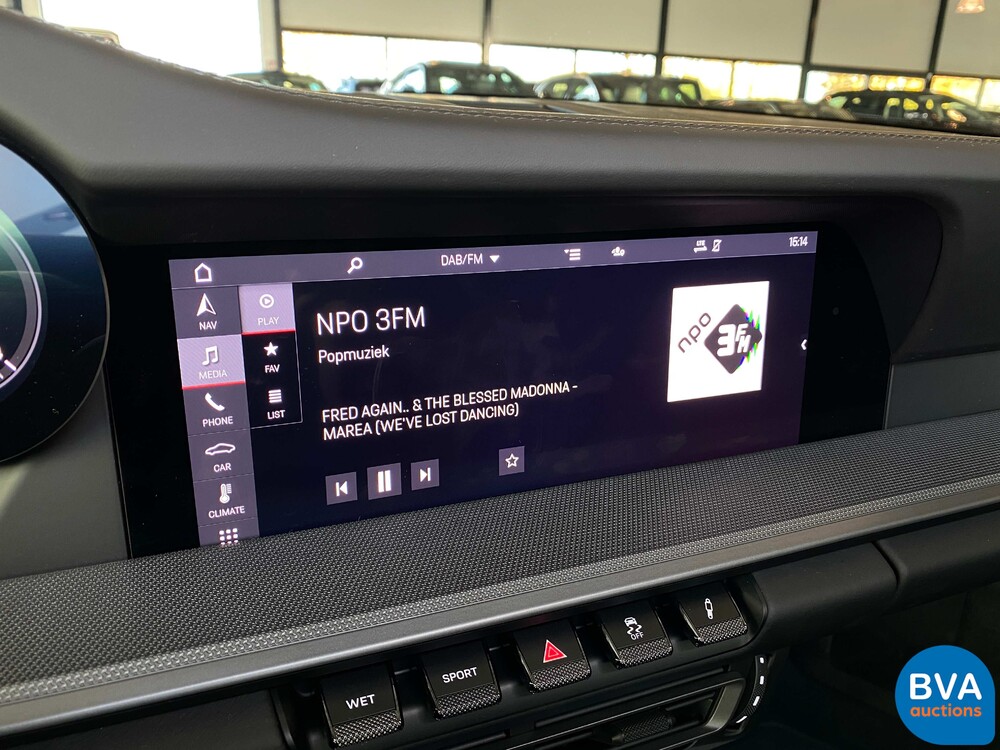 DAB/FM
LTE
16:14
NAV
PLAY
NPO 3FM
npo
3FM
MEDIA
FAV
Popmuziek
PHONE
LIST
FRED AGAIN.. & THE BLESSED MADONNA -
MAREA (WE'VE LOST DANCING)
CAR
CLIMATE
WET
SPORT
OFF
BVA
auctions